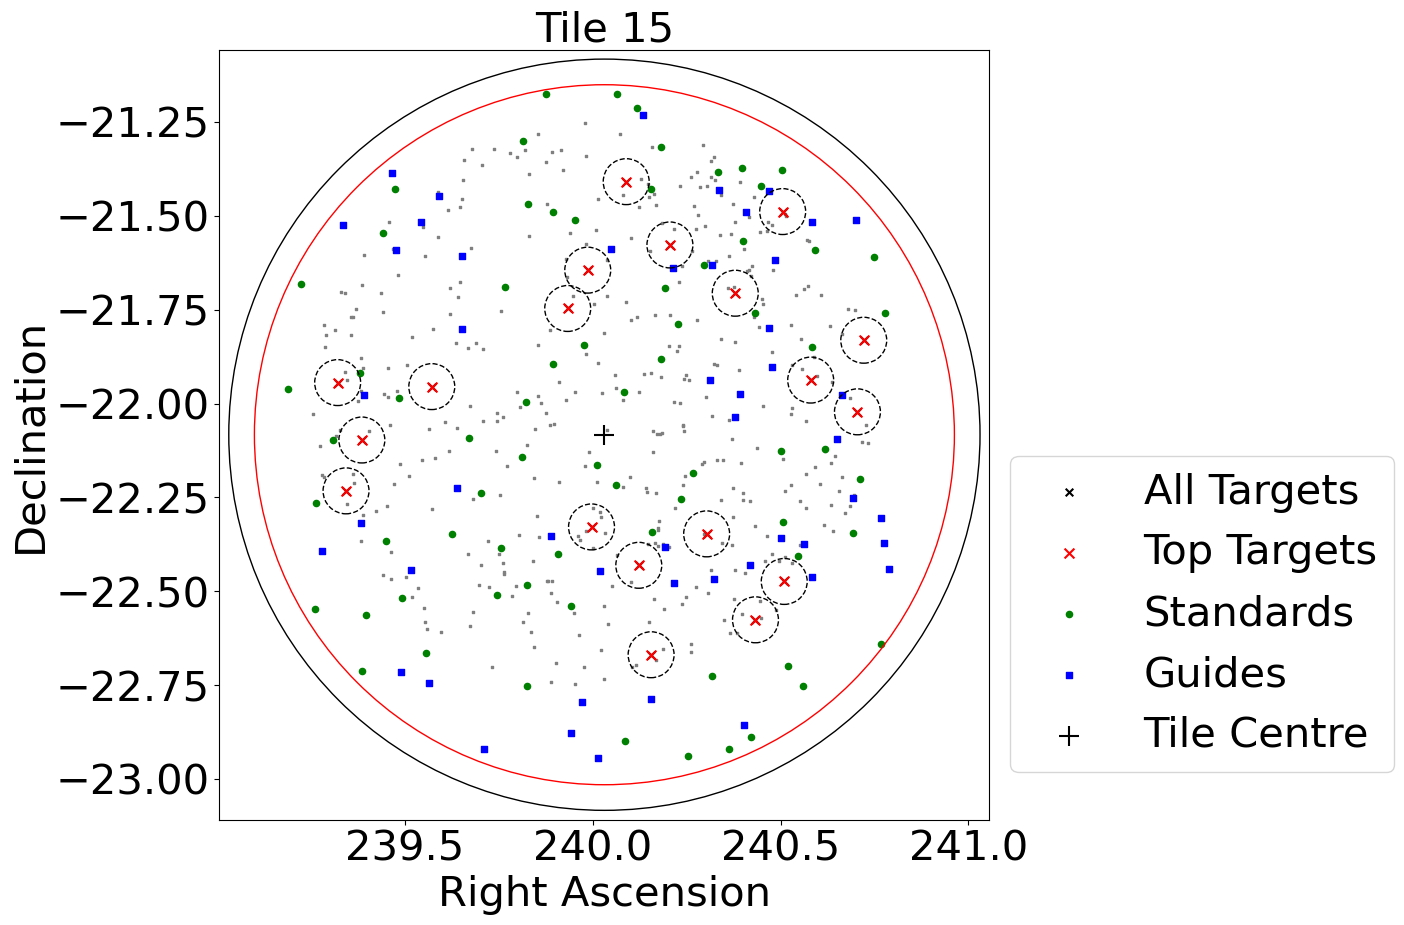 Tile 15
−21.25
−21.50
−21.75
−22.00
−22.25
−22.50
−22.75
−23.00
Declination
239.5 240.0 240.5 241.0
Right Ascension
All Targets
Top Targets
Standards
Guides
Tile Centre